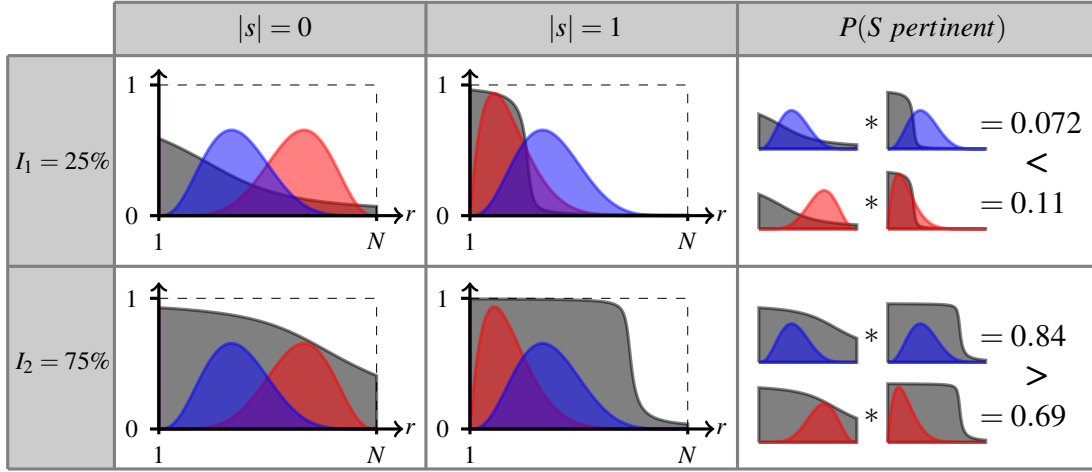 |s| = 0
|s| = 1
P(S pertinent)
I₁ = 25%
1
0
1
N
r
1
0
1
N
r
* = 0.072
<
* = 0.11
I₂ = 75%
1
0
1
N
r
1
0
1
N
r
* = 0.84
>
* = 0.69